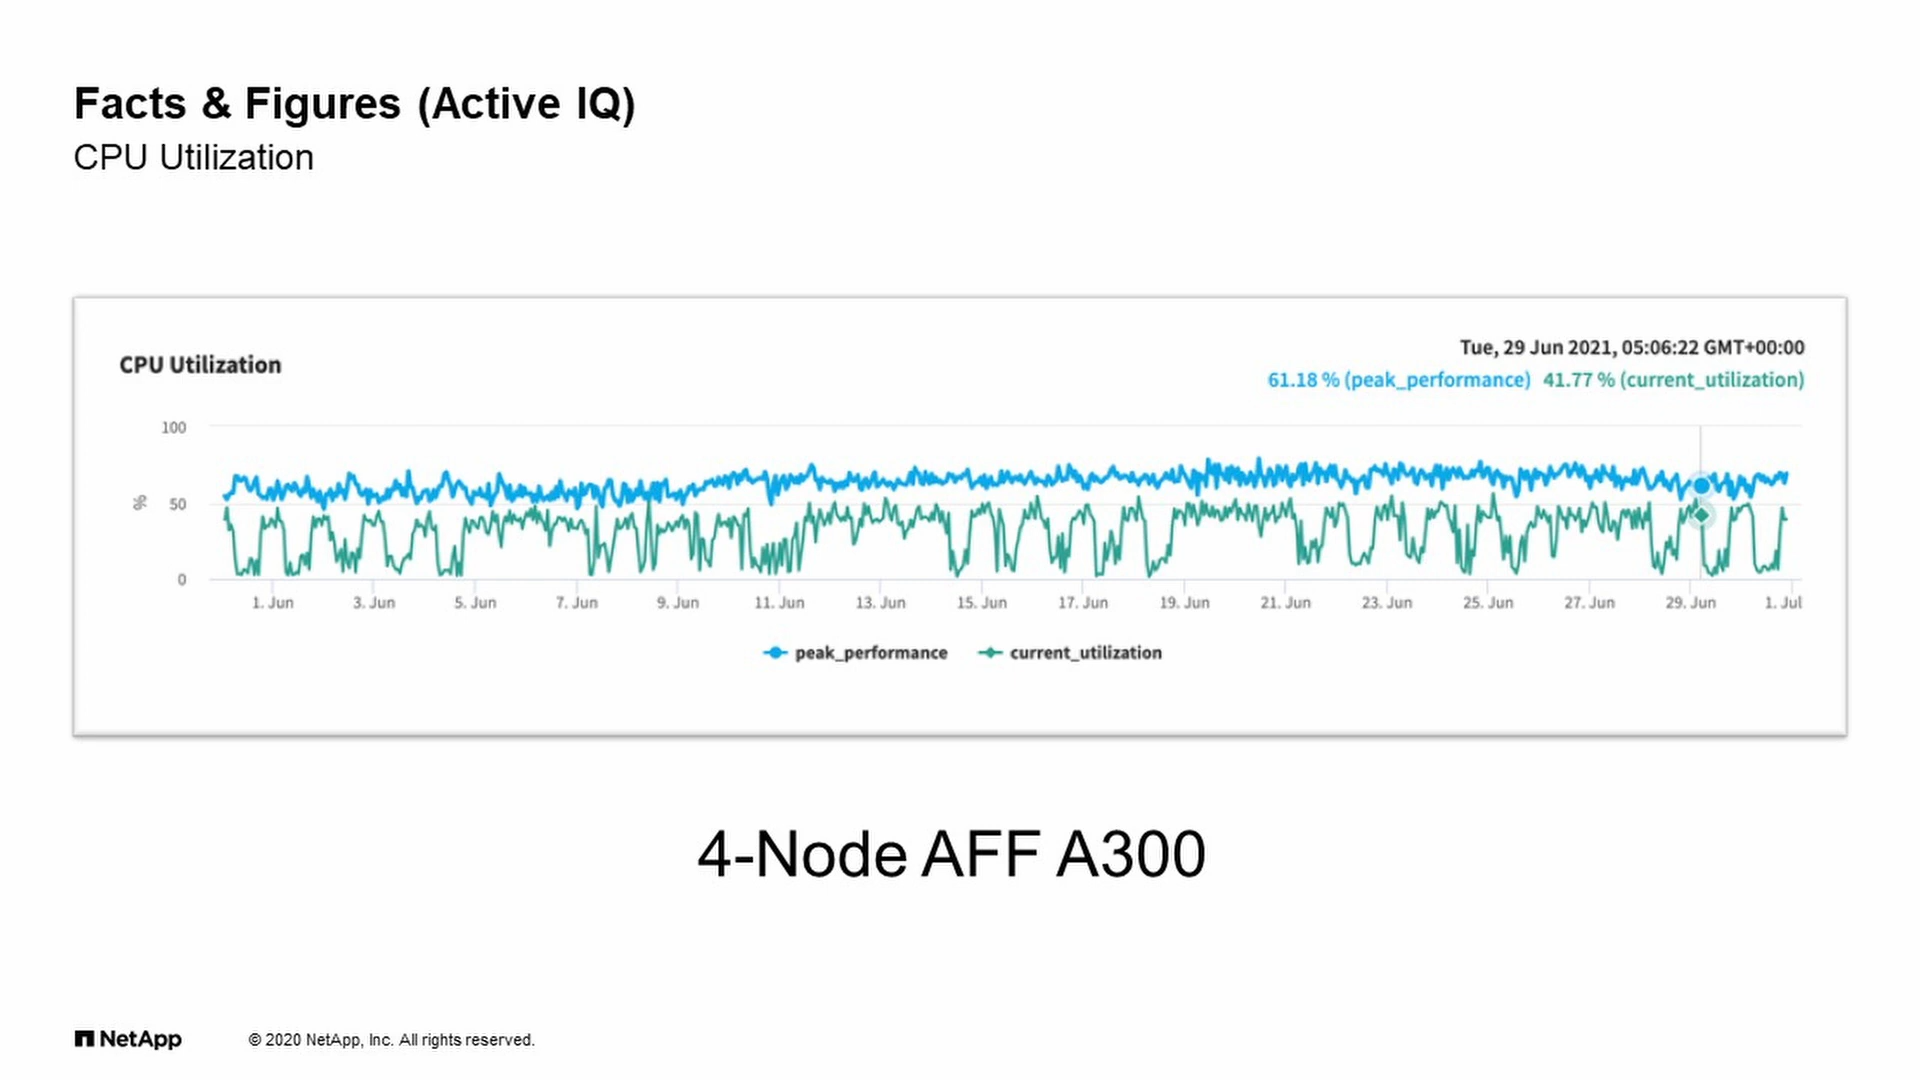 Facts & Figures (Active IQ)
CPU Utilization
CPU Utilization
Tue, 29 Jun 2021, 05:06:22 GMT+00:00
61.18 % (peak_performance) 41.77 % (current_utilization)
100
%
50
0
1. Jun 3. Jun 5. Jun 7. Jun 9. Jun 11. Jun 13. Jun 15. Jun 17. Jun 19. Jun 21. Jun 23. Jun 25. Jun 27. Jun 29. Jun 1. Jul
peak_performance current_utilization
4-Node AFF A300
NetApp © 2020 NetApp, Inc. All rights reserved.